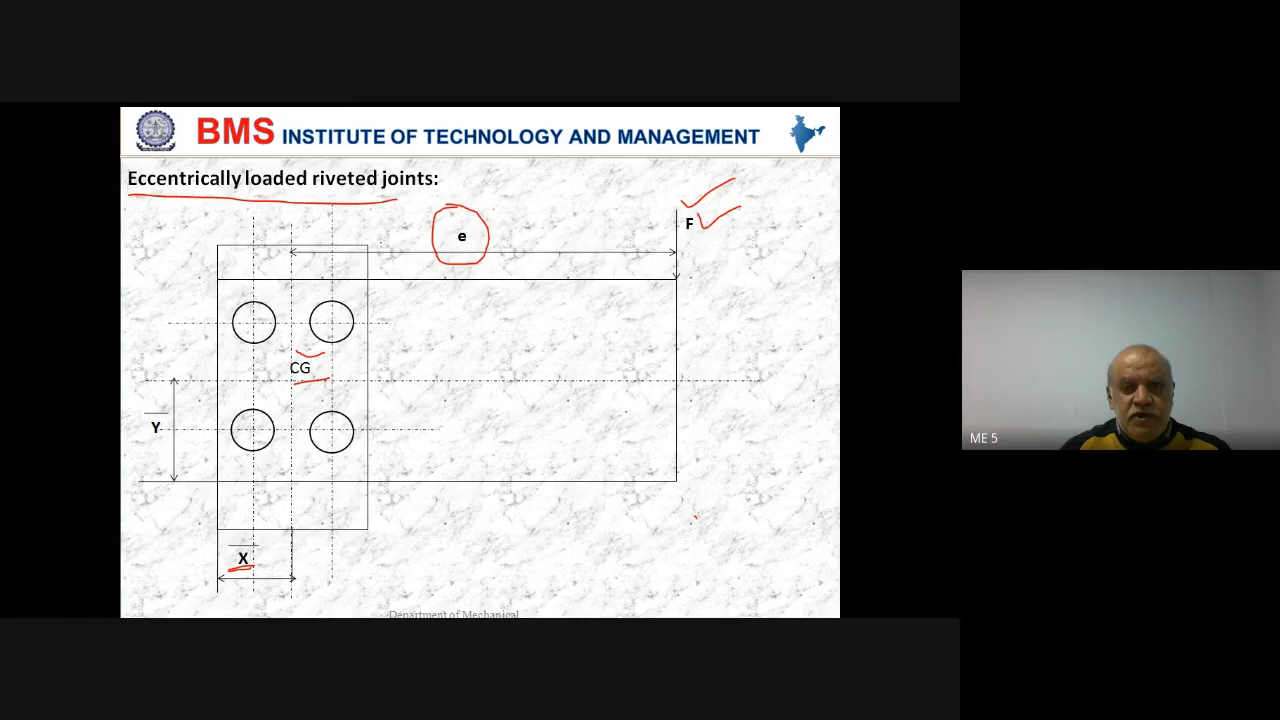 BMS INSTITUTE OF TECHNOLOGY AND MANAGEMENT
Eccentrically loaded riveted joints:
F
e
CG
Y
X
Department of Mechanical
ME 5